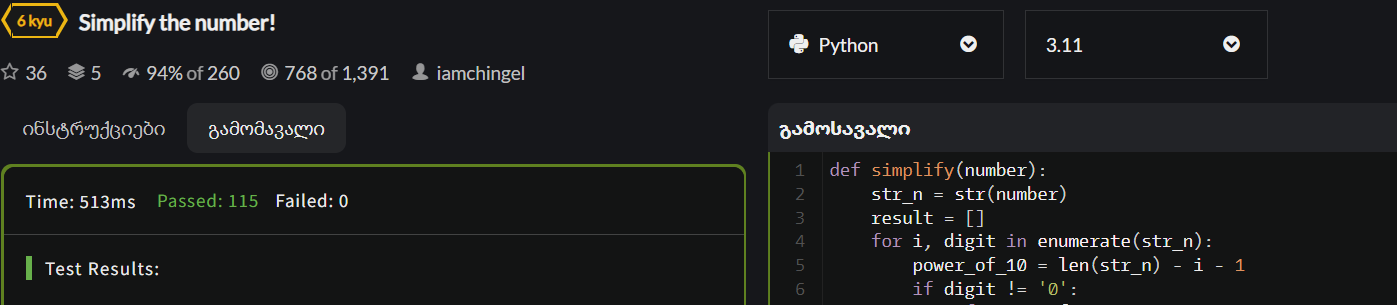 6 kyu Simplify the number!
36 5 94% of 260 768 of 1,391 iamchingel
ინსტრუქციები გამომავალი
Time: 513ms Passed: 115 Failed: 0
Test Results:
Python 3.11
გამოსავალი
1 def simplify(number):
2 str_n = str(number)
3 result = []
4 for i, digit in enumerate(str_n):
5 power_of_10 = len(str_n) - i - 1
6 if digit != '0':